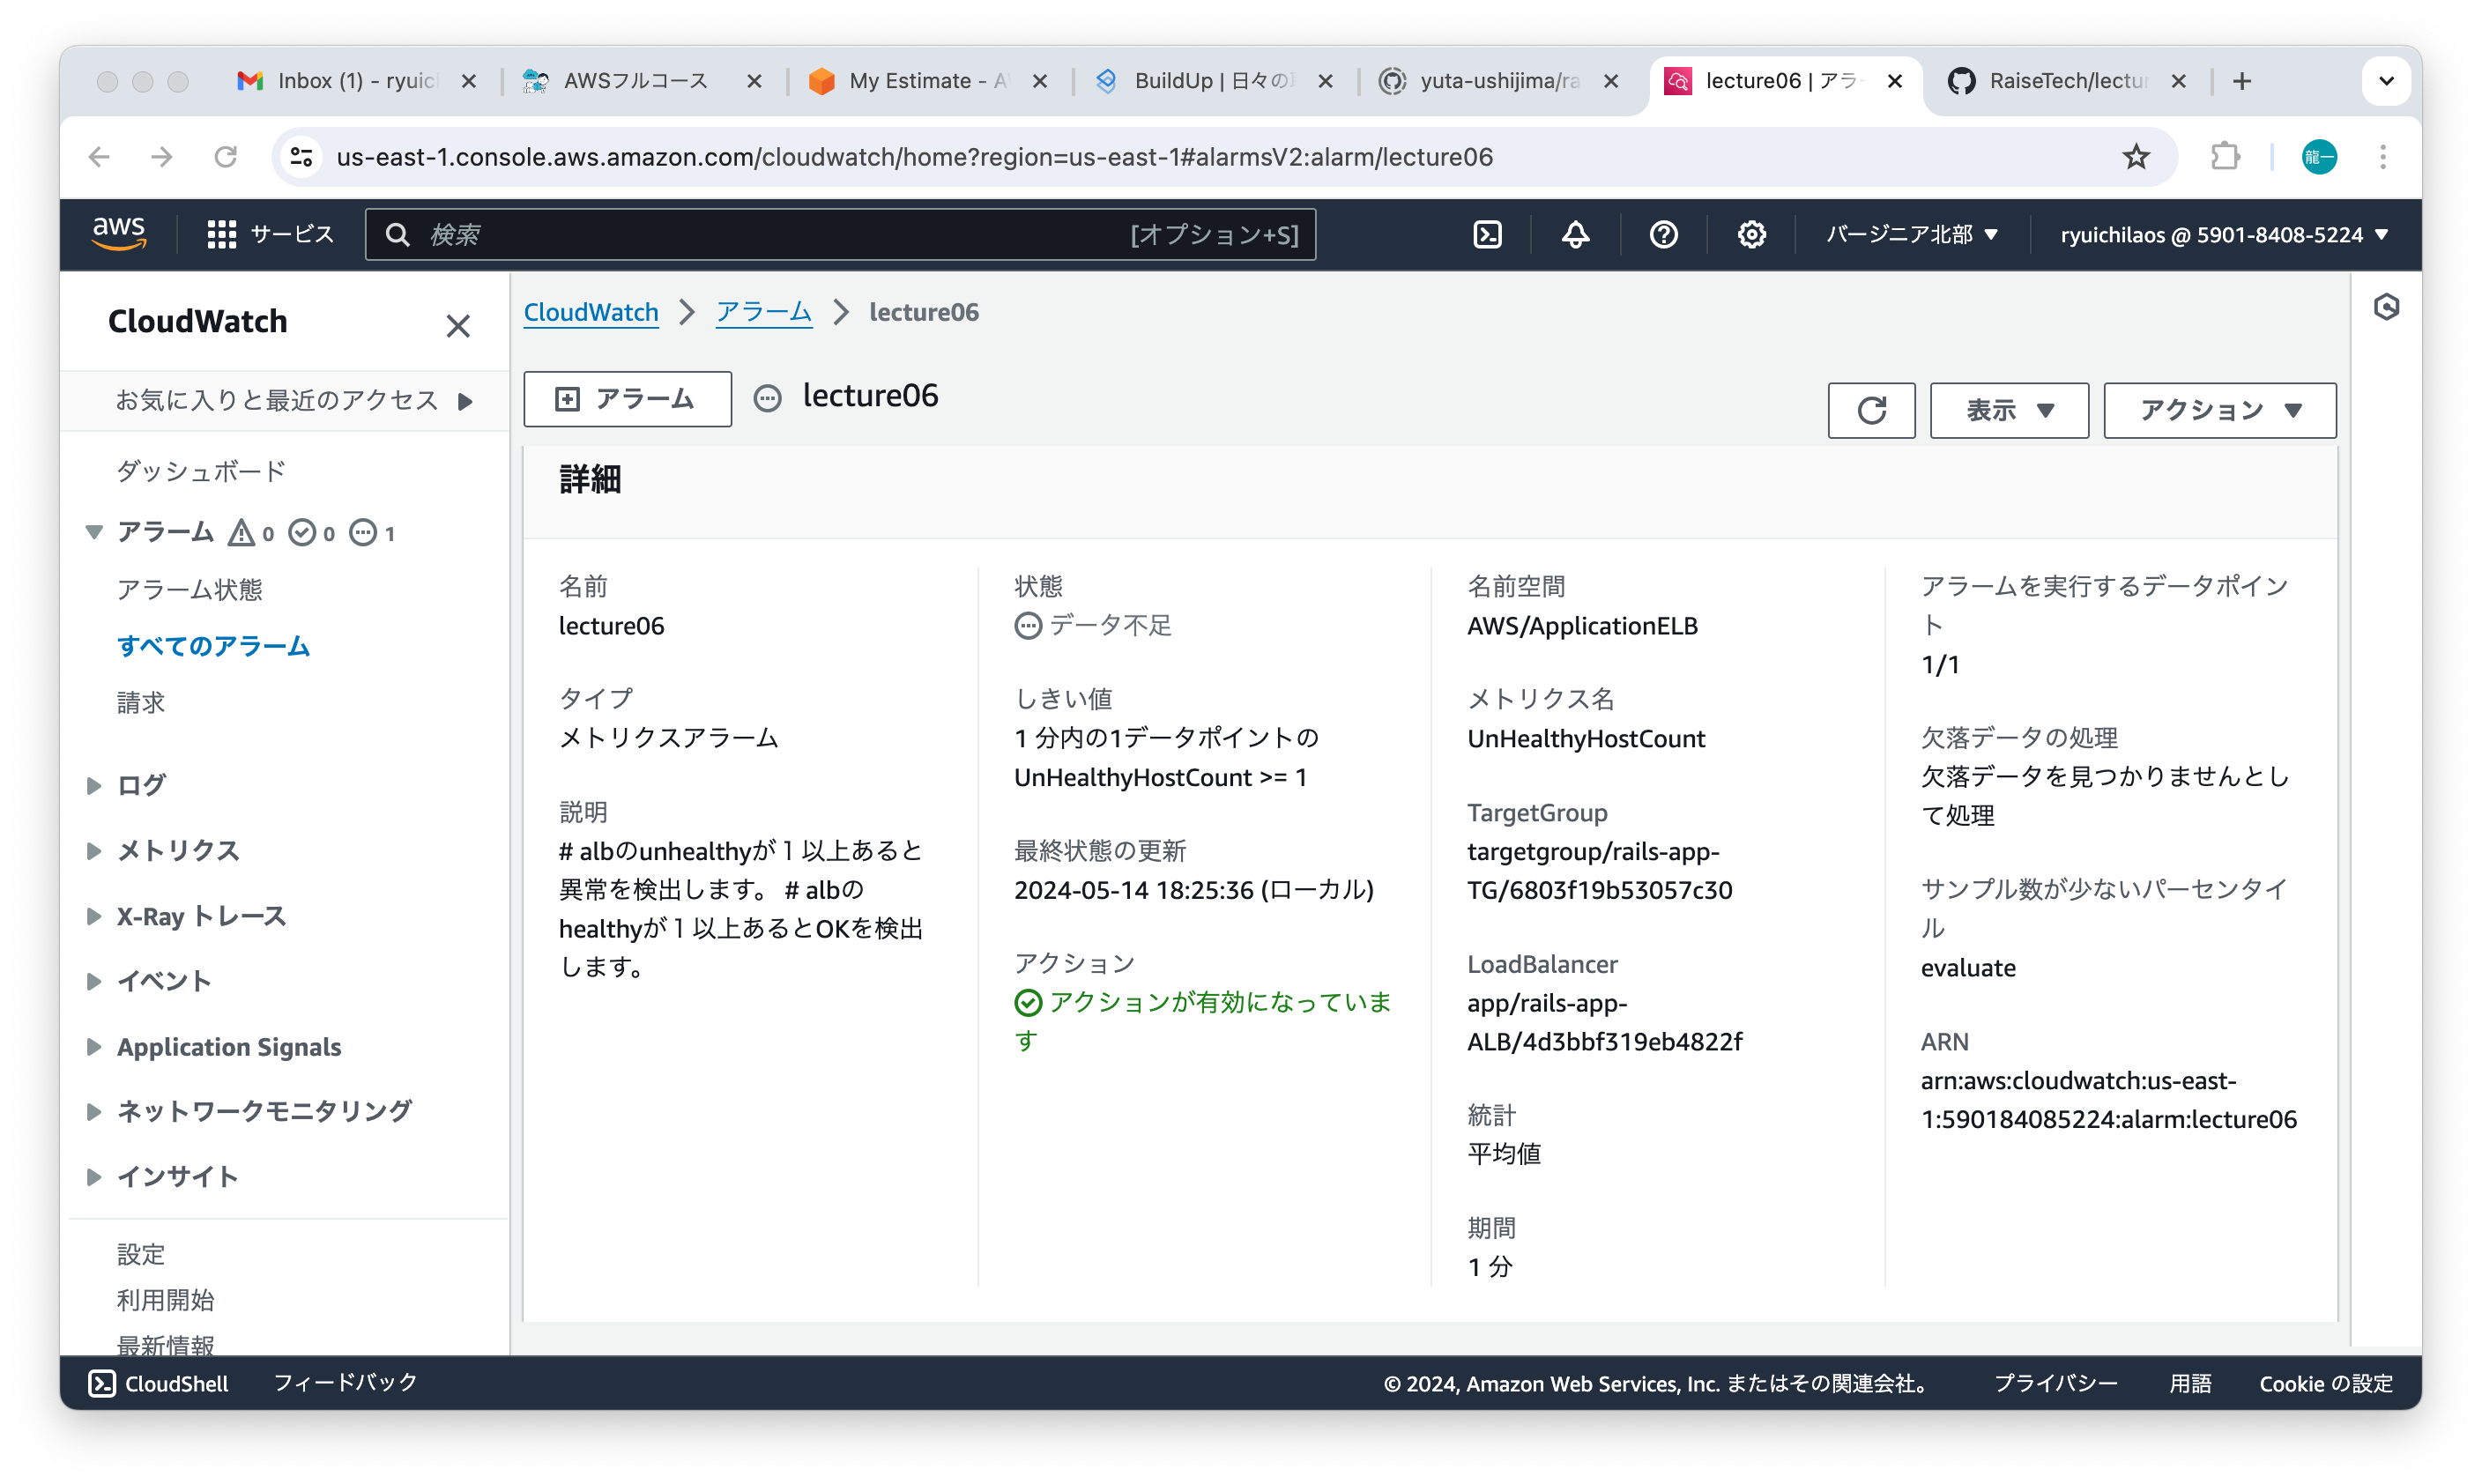 Inbox (1) - ryuic
AWSフルコース
My Estimate - A
BuildUp | 日々の
yuta-ushijima/ra
lecture06 | アラー
RaiseTech/lectur
us-east-1.console.aws.amazon.com/cloudwatch/home?region=us-east-1#alarmsV2:alarm/lecture06
龍一
aws
サービス
検索
[オプション+S]
バージニア北部
ryuichilaos @ 5901-8408-5224
CloudWatch
お気に入りと最近のアクセス
ダッシュボード
アラーム 0 0 1
アラーム状態
すべてのアラーム
請求
ログ
メトリクス
X-Ray トレース
イベント
Application Signals
ネットワークモニタリング
インサイト
設定
利用開始
最新情報
CloudWatch
アラーム
lecture06
アラーム
lecture06
表示
アクション
詳細
名前
lecture06
タイプ
メトリクスアラーム
説明
# albのunhealthyが１以上あると
異常を検出します。 # albの
healthyが１以上あるとOKを検出
します。
状態
データ不足
しきい値
1 分内の1データポイントの
UnHealthyHostCount >= 1
最終状態の更新
2024-05-14 18:25:36 (ローカル)
アクション
アクションが有効になっていま
す
名前空間
AWS/ApplicationELB
メトリクス名
UnHealthyHostCount
TargetGroup
targetgroup/rails-app-
TG/6803f19b53057c30
LoadBalancer
app/rails-app-
ALB/4d3bbf319eb4822f
統計
平均値
期間
1 分
アラームを実行するデータポイン
ト
1/1
欠落データの処理
欠落データを見つかりませんとし
て処理
サンプル数が少ないパーセンタイ
ル
evaluate
ARN
arn:aws:cloudwatch:us-east-
1:590184085224:alarm:lecture06
CloudShell
フィードバック
© 2024, Amazon Web Services, Inc. またはその関連会社。
プライバシー
用語
Cookie の設定